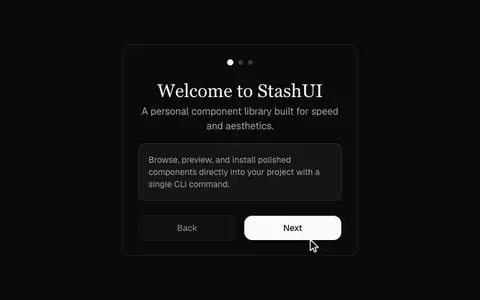 Welcome to StashUI
A personal component library built for speed
and aesthetics.
Browse, preview, and install polished
components directly into your project with a
single CLI command.
Back
Next